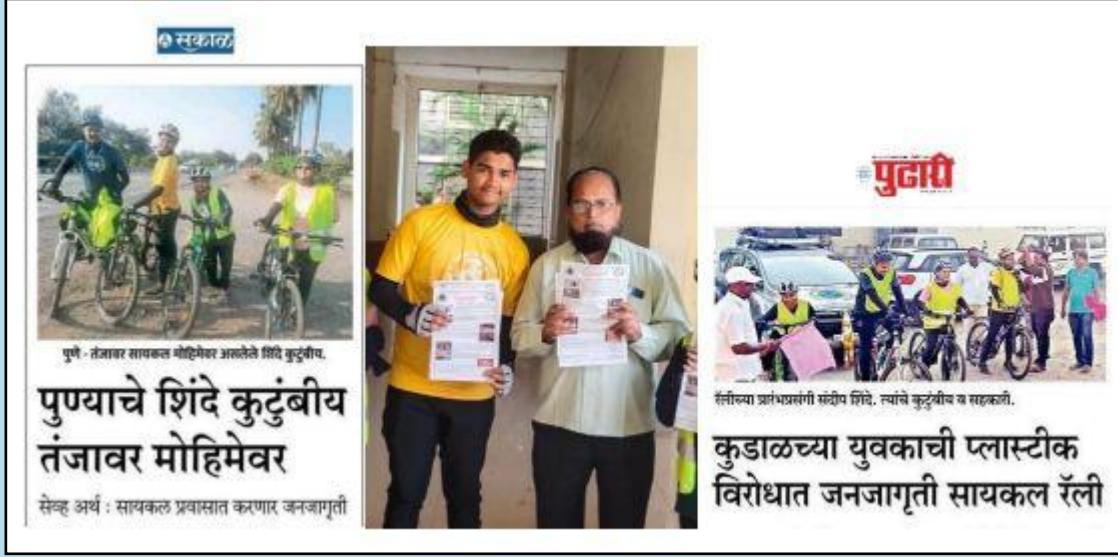 सकाळ
पुणे - तंजावर सायकल मोहिमेवर असलेले शिंदे कुटुंबीय.
पुण्याचे शिंदे कुटुंबीय
तंजावर मोहिमेवर
सेव्ह अर्थ : सायकल प्रवासात करणार जनजागृती
पुढारी
रॅलीच्या प्रारंभप्रसंगी संदीप शिंदे. त्यांचे कुटुंबीय व सहकारी.
कुडाळच्या युवकाची प्लास्टीक
विरोधात जनजागृती सायकल रॅली